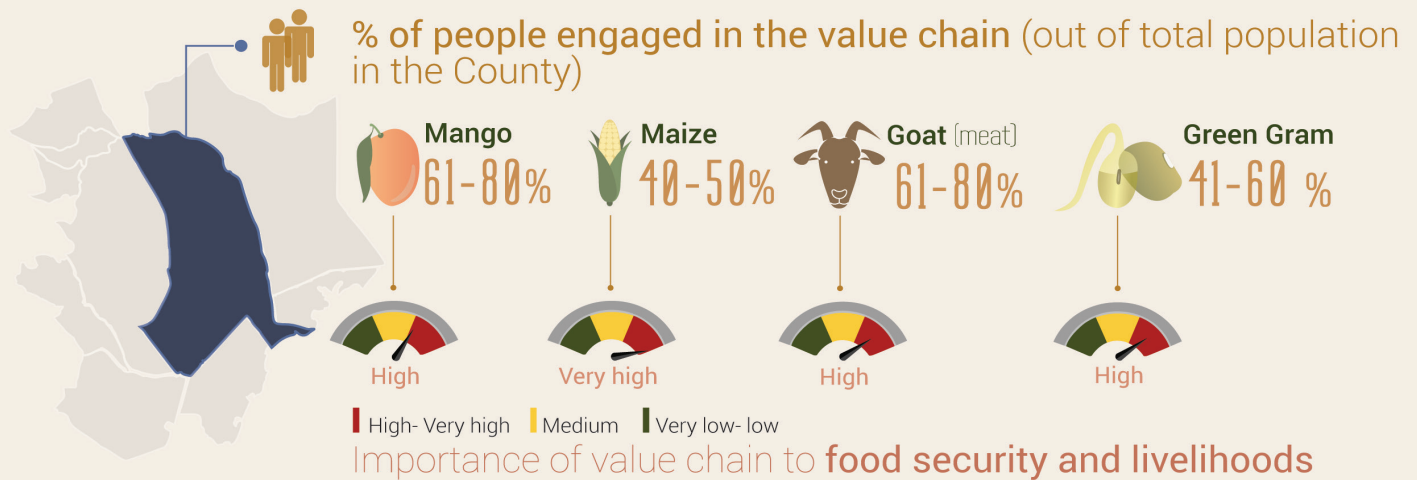 % of people engaged in the value chain (out of total population
in the County)
Mango
61-80%
Maize
40-50%
Goat (meat)
61-80%
Green Gram
41-60 %
High
Very high
High
High
High- Very high
Medium
Very low- low
Importance of value chain to food security and livelihoods